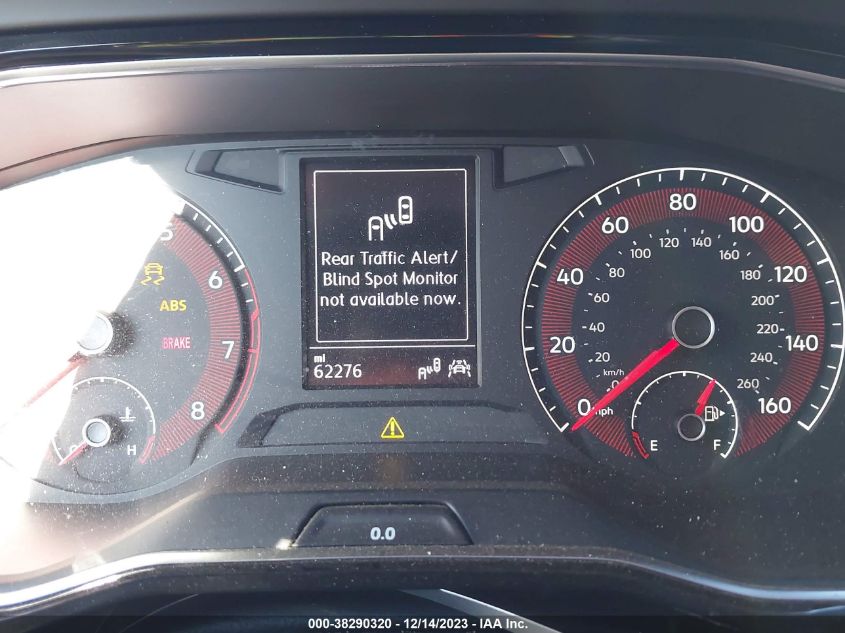 Rear Traffic Alert/
Blind Spot Monitor
not available now.
mi
62276
5
6
7
8
ABS
BRAKE
H
0
20
40
60
80
100
120
140
160
mph
0
20
40
60
80
100
120
140
160
180
200
220
240
260
km/h
E
F
0.0
000-38290320 - 12/14/2023 - IAA Inc.